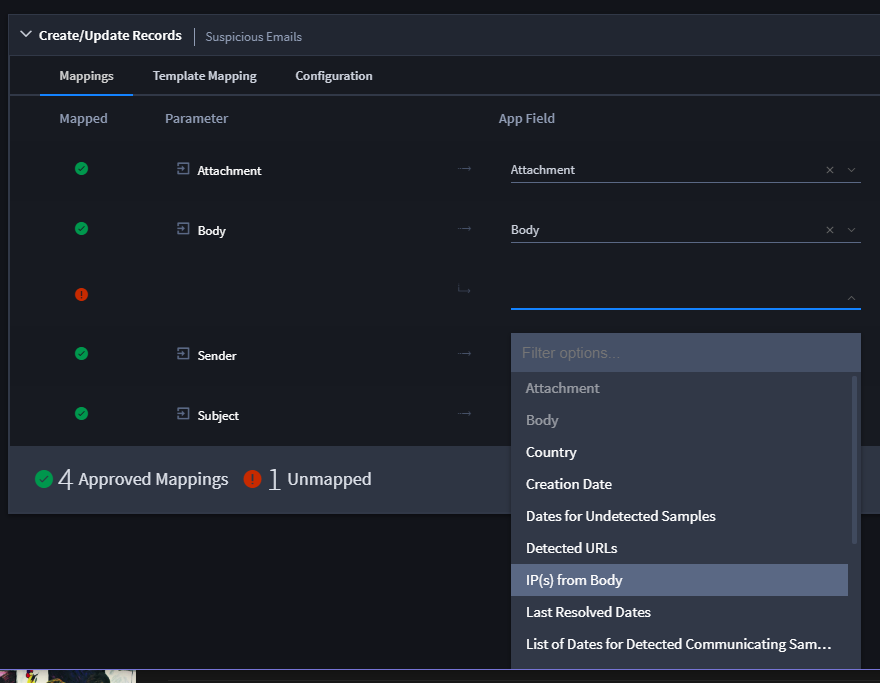 Create/Update Records Suspicious Emails
Mappings Template Mapping Configuration
Mapped Parameter App Field
Attachment Attachment
Body Body
Sender
Subject
Filter options...
Attachment
Body
Country
Creation Date
Dates for Undetected Samples
Detected URLs
IP(s) from Body
Last Resolved Dates
List of Dates for Detected Communicating Sam...
4 Approved Mappings 1 Unmapped